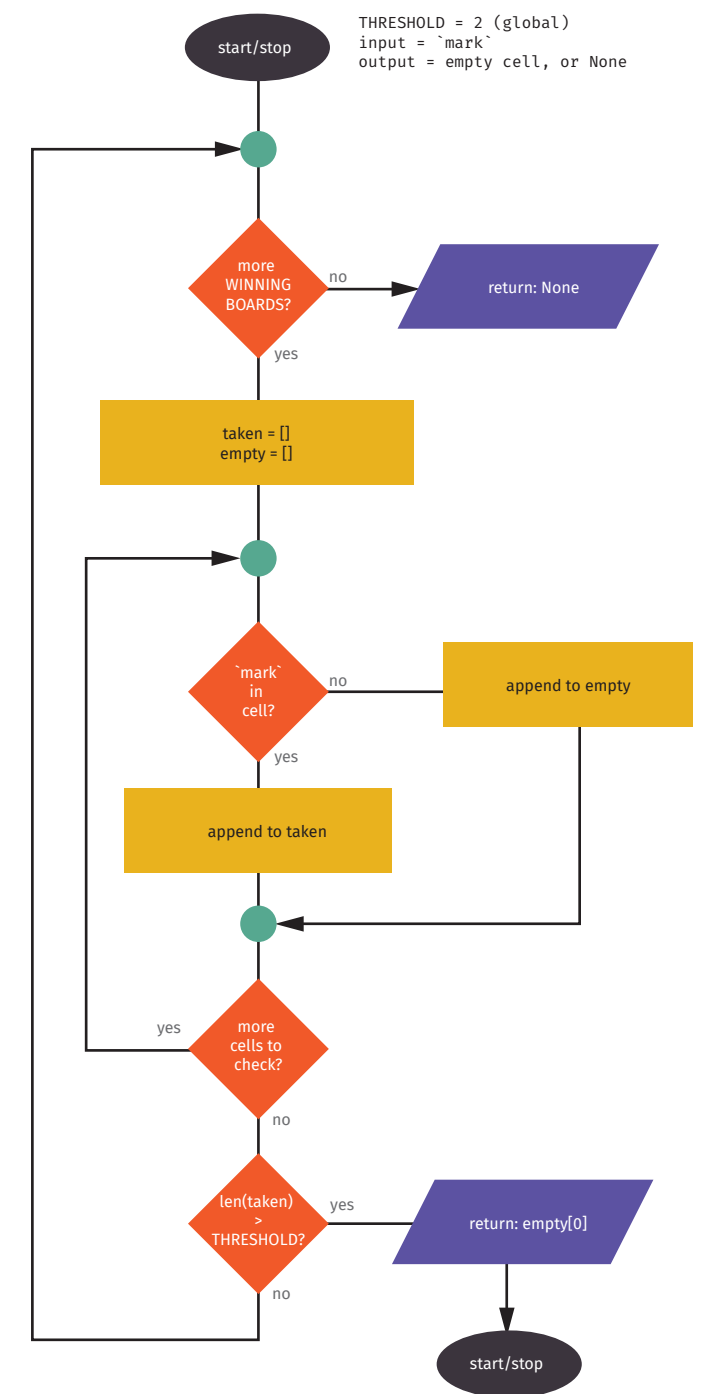 start/stop
THRESHOLD = 2 (global)
input = `mark`
output = empty cell, or None
more
WINNING
BOARDS?
no
return: None
yes
taken = []
empty = []
`mark`
in
cell?
no
append to empty
yes
append to taken
more
cells to
check?
yes
no
len(taken)
>
THRESHOLD?
yes
return: empty[0]
no
start/stop